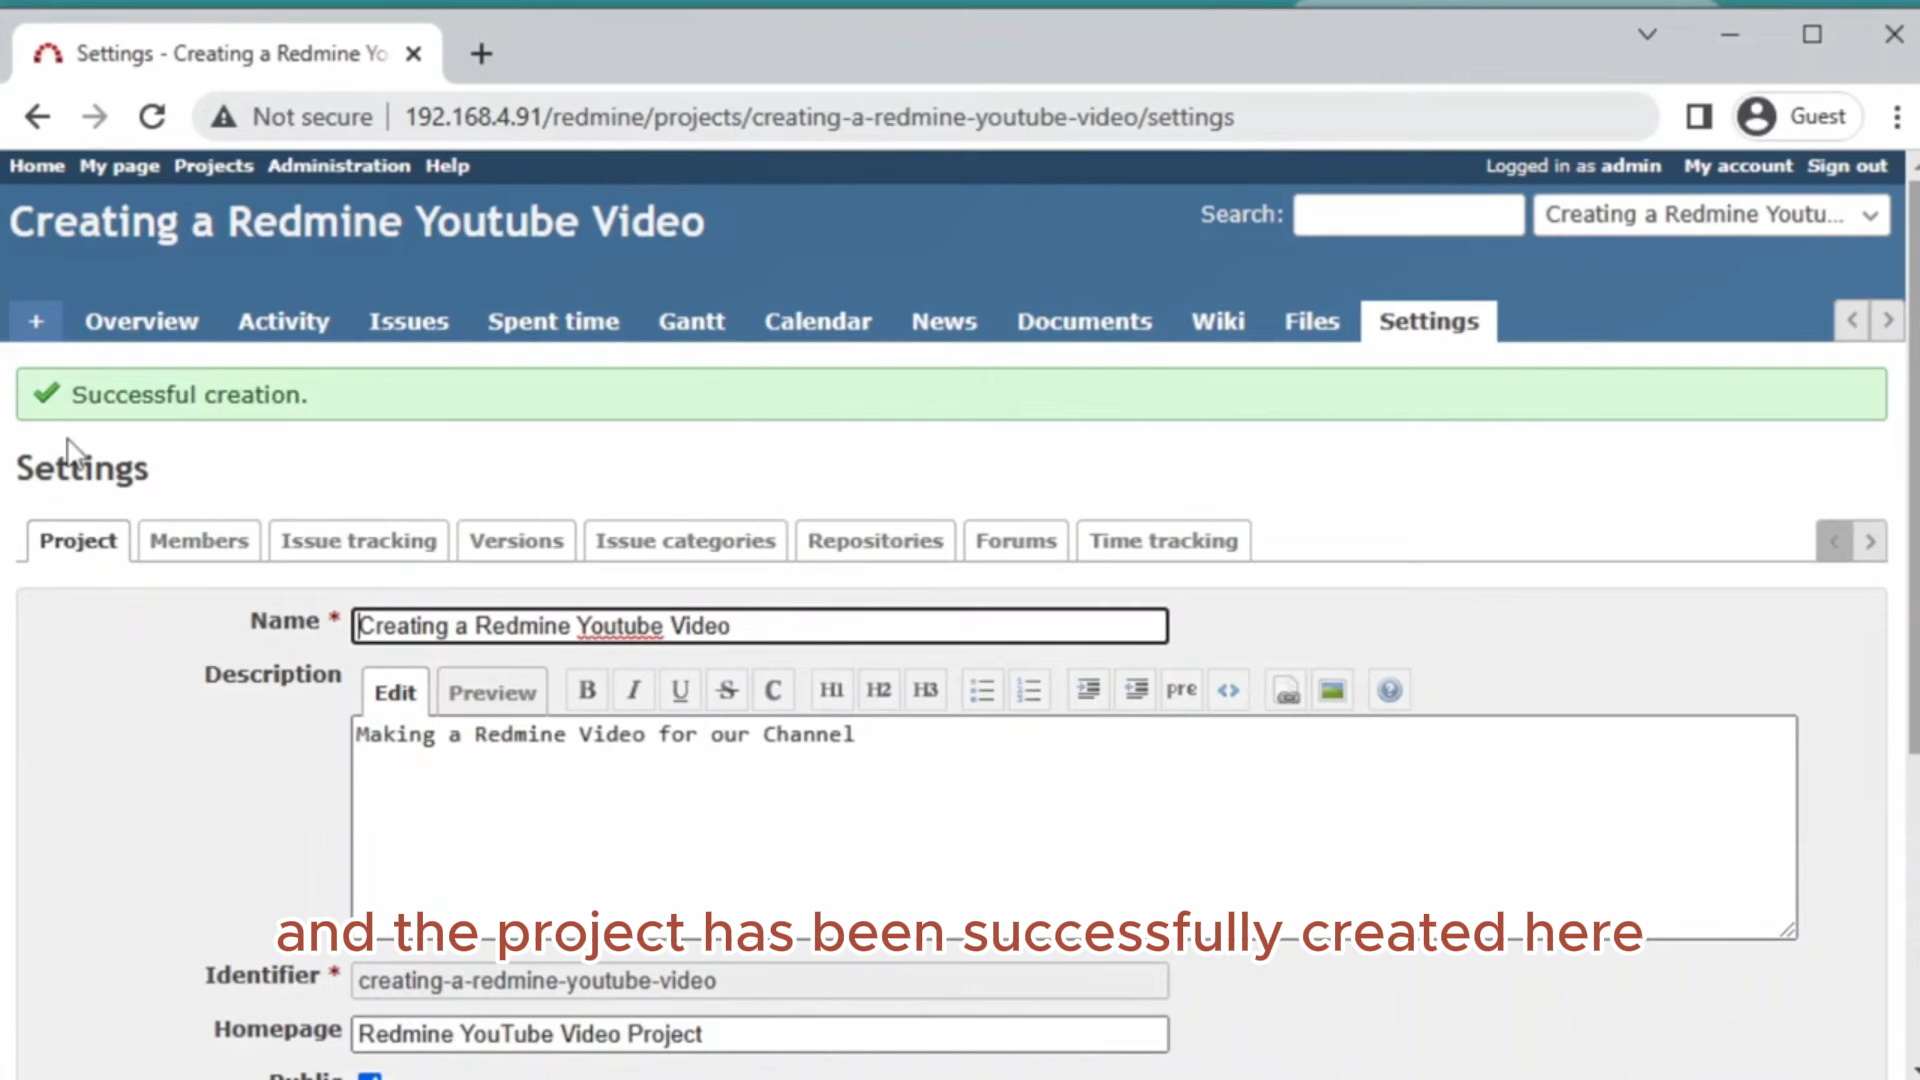 Settings - Creating a Redmine Yo
Not secure 192.168.4.91/redmine/projects/creating-a-redmine-youtube-video/settings Guest
Home My page Projects Administration Help Logged in as admin My account Sign out
Creating a Redmine Youtube Video Search: Creating a Redmine Youtu...
+ Overview Activity Issues Spent time Gantt Calendar News Documents Wiki Files Settings
Successful creation.
Settings
Project Members Issue tracking Versions Issue categories Repositories Forums Time tracking
Name * Creating a Redmine Youtube Video
Description Edit Preview B I U S C H1 H2 H3 pre <>
Making a Redmine Video for our Channel
and the project has been successfully created here
Identifier * creating-a-redmine-youtube-video
Homepage Redmine YouTube Video Project
Public